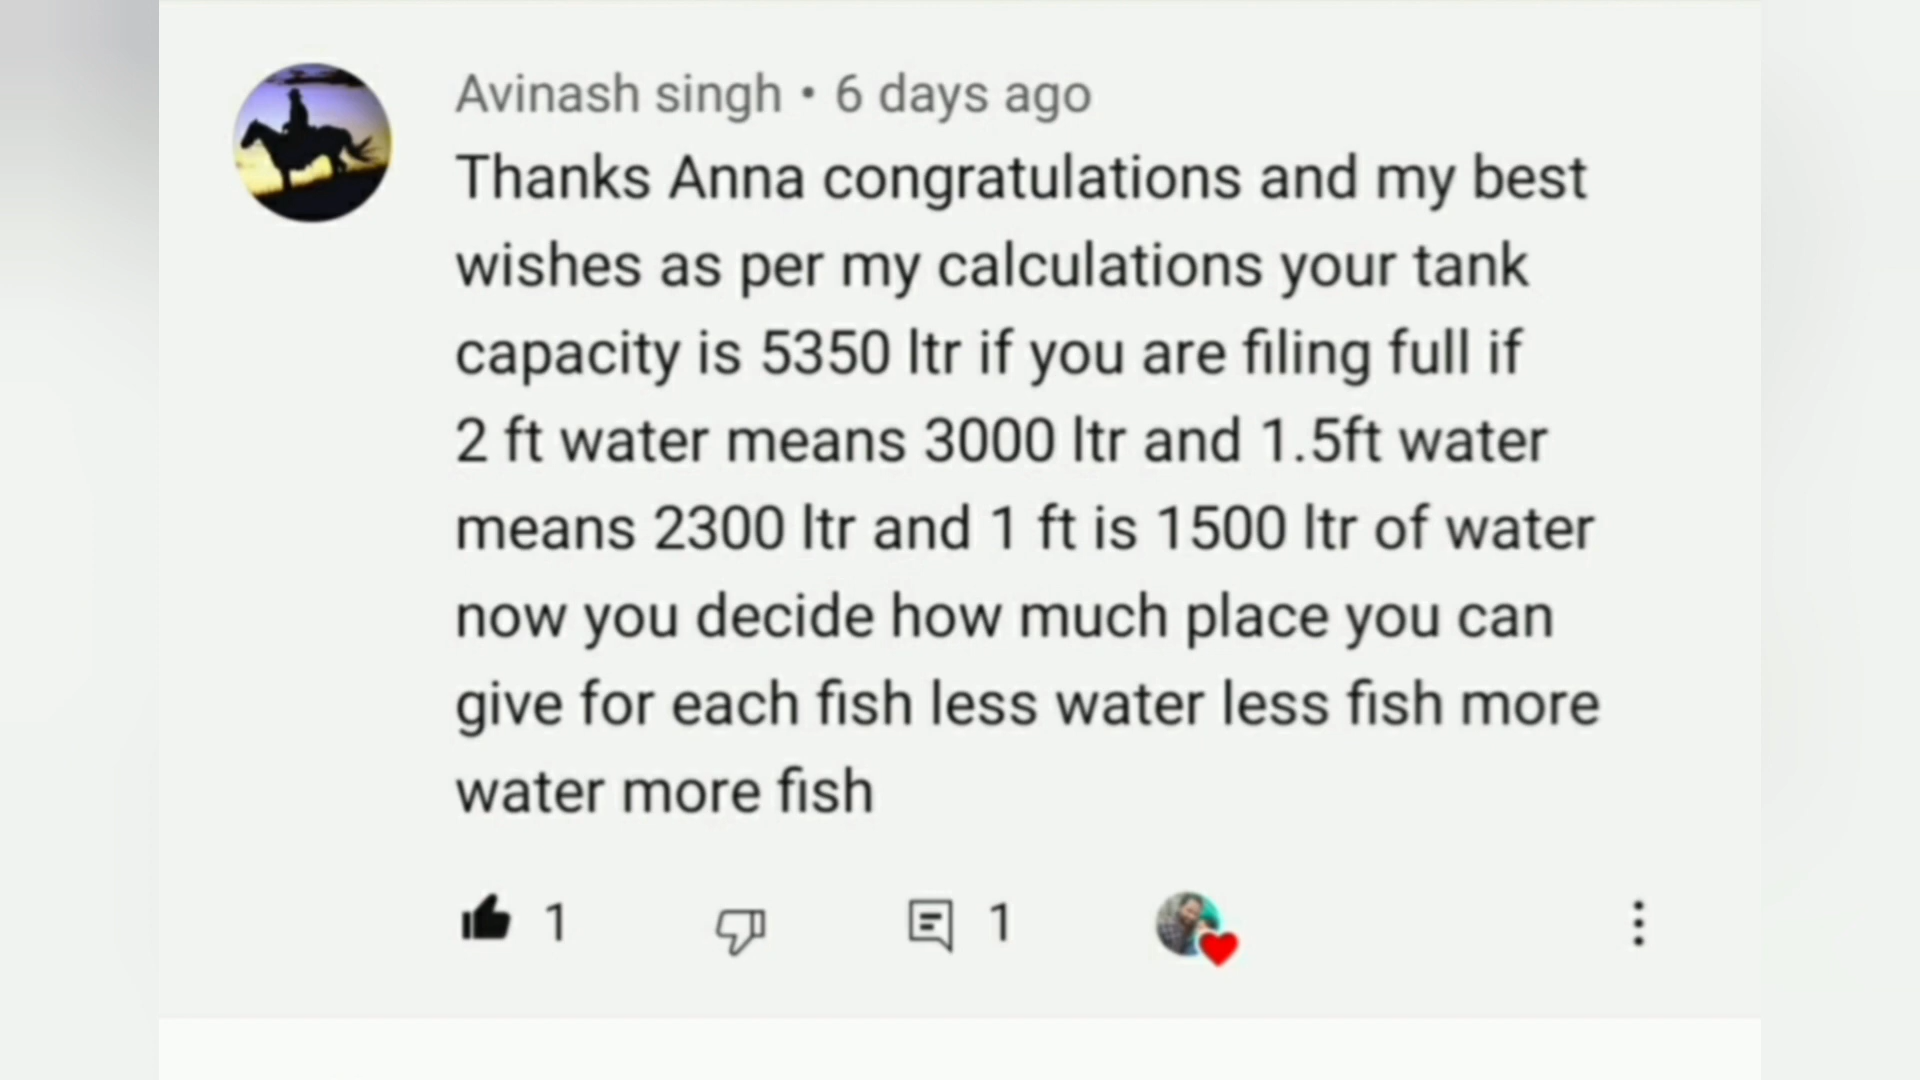 Avinash singh • 6 days ago
Thanks Anna congratulations and my best
wishes as per my calculations your tank
capacity is 5350 ltr if you are filing full if
2 ft water means 3000 ltr and 1.5ft water
means 2300 ltr and 1 ft is 1500 ltr of water
now you decide how much place you can
give for each fish less water less fish more
water more fish
1 1